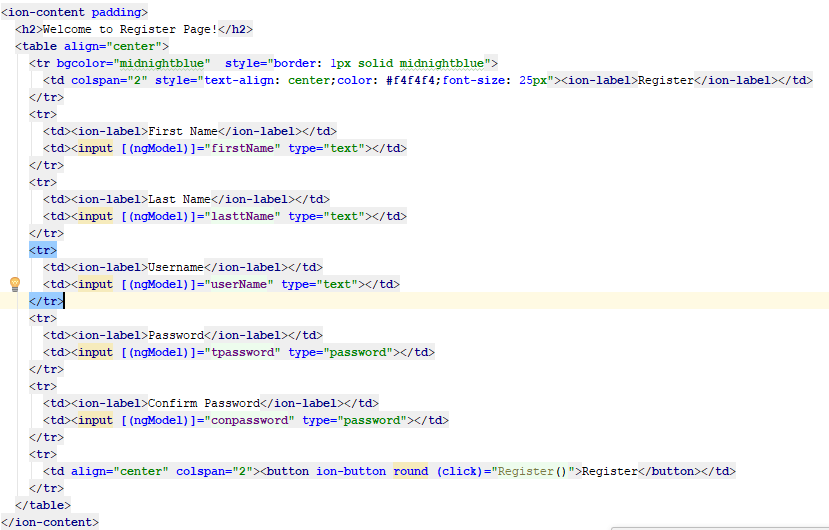 <ion-content padding>
<h2>Welcome to Register Page!</h2>
<table align="center">
<tr bgcolor="midnightblue"  style="border: 1px solid midnightblue">
<td colspan="2" style="text-align: center;color: #f4f4f4;font-size: 25px"><ion-label>Register</ion-label></td>
</tr>
<tr>
<td><ion-label>First Name</ion-label></td>
<td><input [(ngModel)]="firstName" type="text"></td>
</tr>
<tr>
<td><ion-label>Last Name</ion-label></td>
<td><input [(ngModel)]="lasttName" type="text"></td>
</tr>
<tr>
<td><ion-label>Username</ion-label></td>
<td><input [(ngModel)]="userName" type="text"></td>
</tr>
<tr>
<td><ion-label>Password</ion-label></td>
<td><input [(ngModel)]="tpassword" type="password"></td>
</tr>
<tr>
<td><ion-label>Confirm Password</ion-label></td>
<td><input [(ngModel)]="conpassword" type="password"></td>
</tr>
<tr>
<td align="center" colspan="2"><button ion-button round (click)="Register()">Register</button></td>
</tr>
</table>
</ion-content>